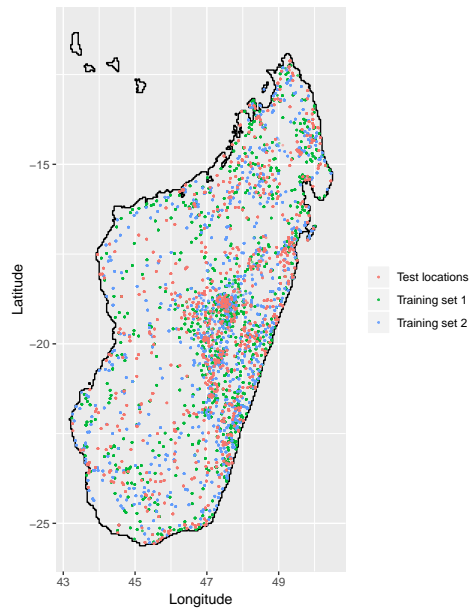 −15
−20
−25
43
45
47
49
Longitude
Latitude
Test locations
Training set 1
Training set 2